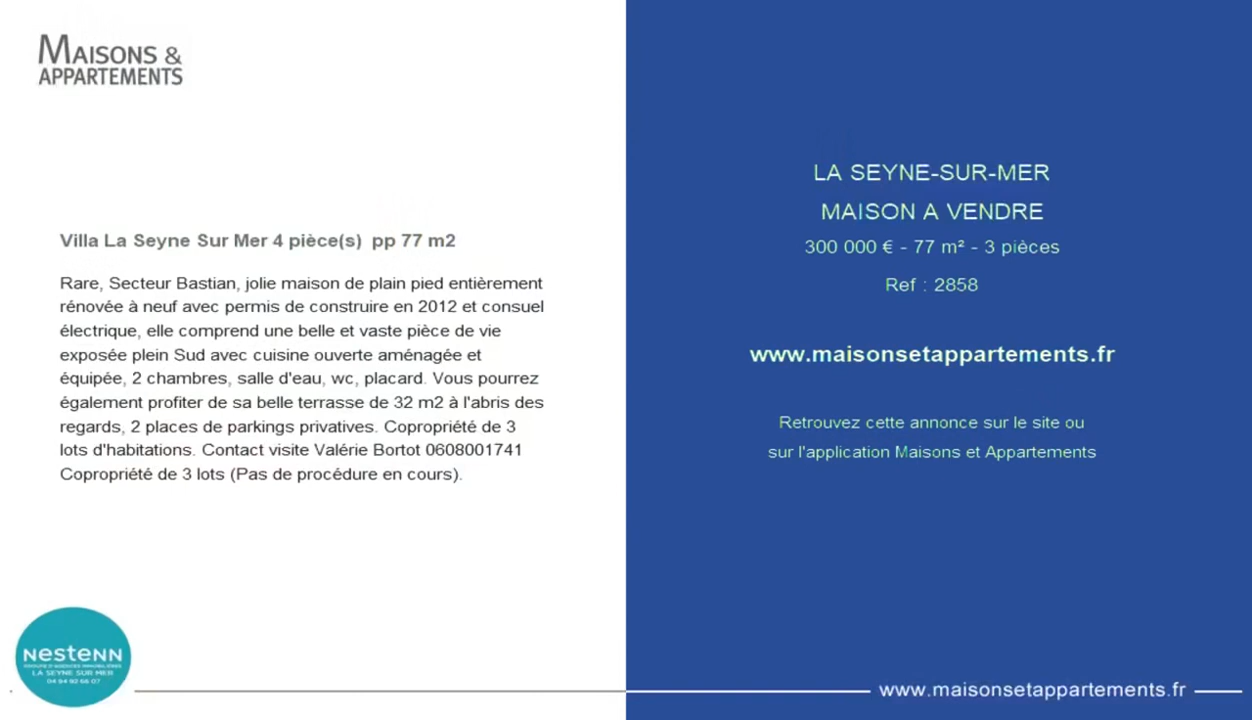 MAISONS &
APPARTEMENTS
Villa La Seyne Sur Mer 4 pièce(s) pp 77 m2
Rare, Secteur Bastian, jolie maison de plain pied entièrement
rénovée à neuf avec permis de construire en 2012 et consuel
électrique, elle comprend une belle et vaste pièce de vie
exposée plein Sud avec cuisine ouverte aménagée et
équipée, 2 chambres, salle d'eau, wc, placard. Vous pourrez
également profiter de sa belle terrasse de 32 m2 à l'abris des
regards, 2 places de parkings privatives. Copropriété de 3
lots d'habitations. Contact visite Valérie Bortot 0608001741
Copropriété de 3 lots (Pas de procédure en cours).
nestenn
LA SEYNE SUR MER
LA SEYNE-SUR-MER
MAISON A VENDRE
300 000 € - 77 m² - 3 pièces
Ref : 2858
www.maisonsetappartements.fr
Retrouvez cette annonce sur le site ou
sur l'application Maisons et Appartements
www.maisonsetappartements.fr